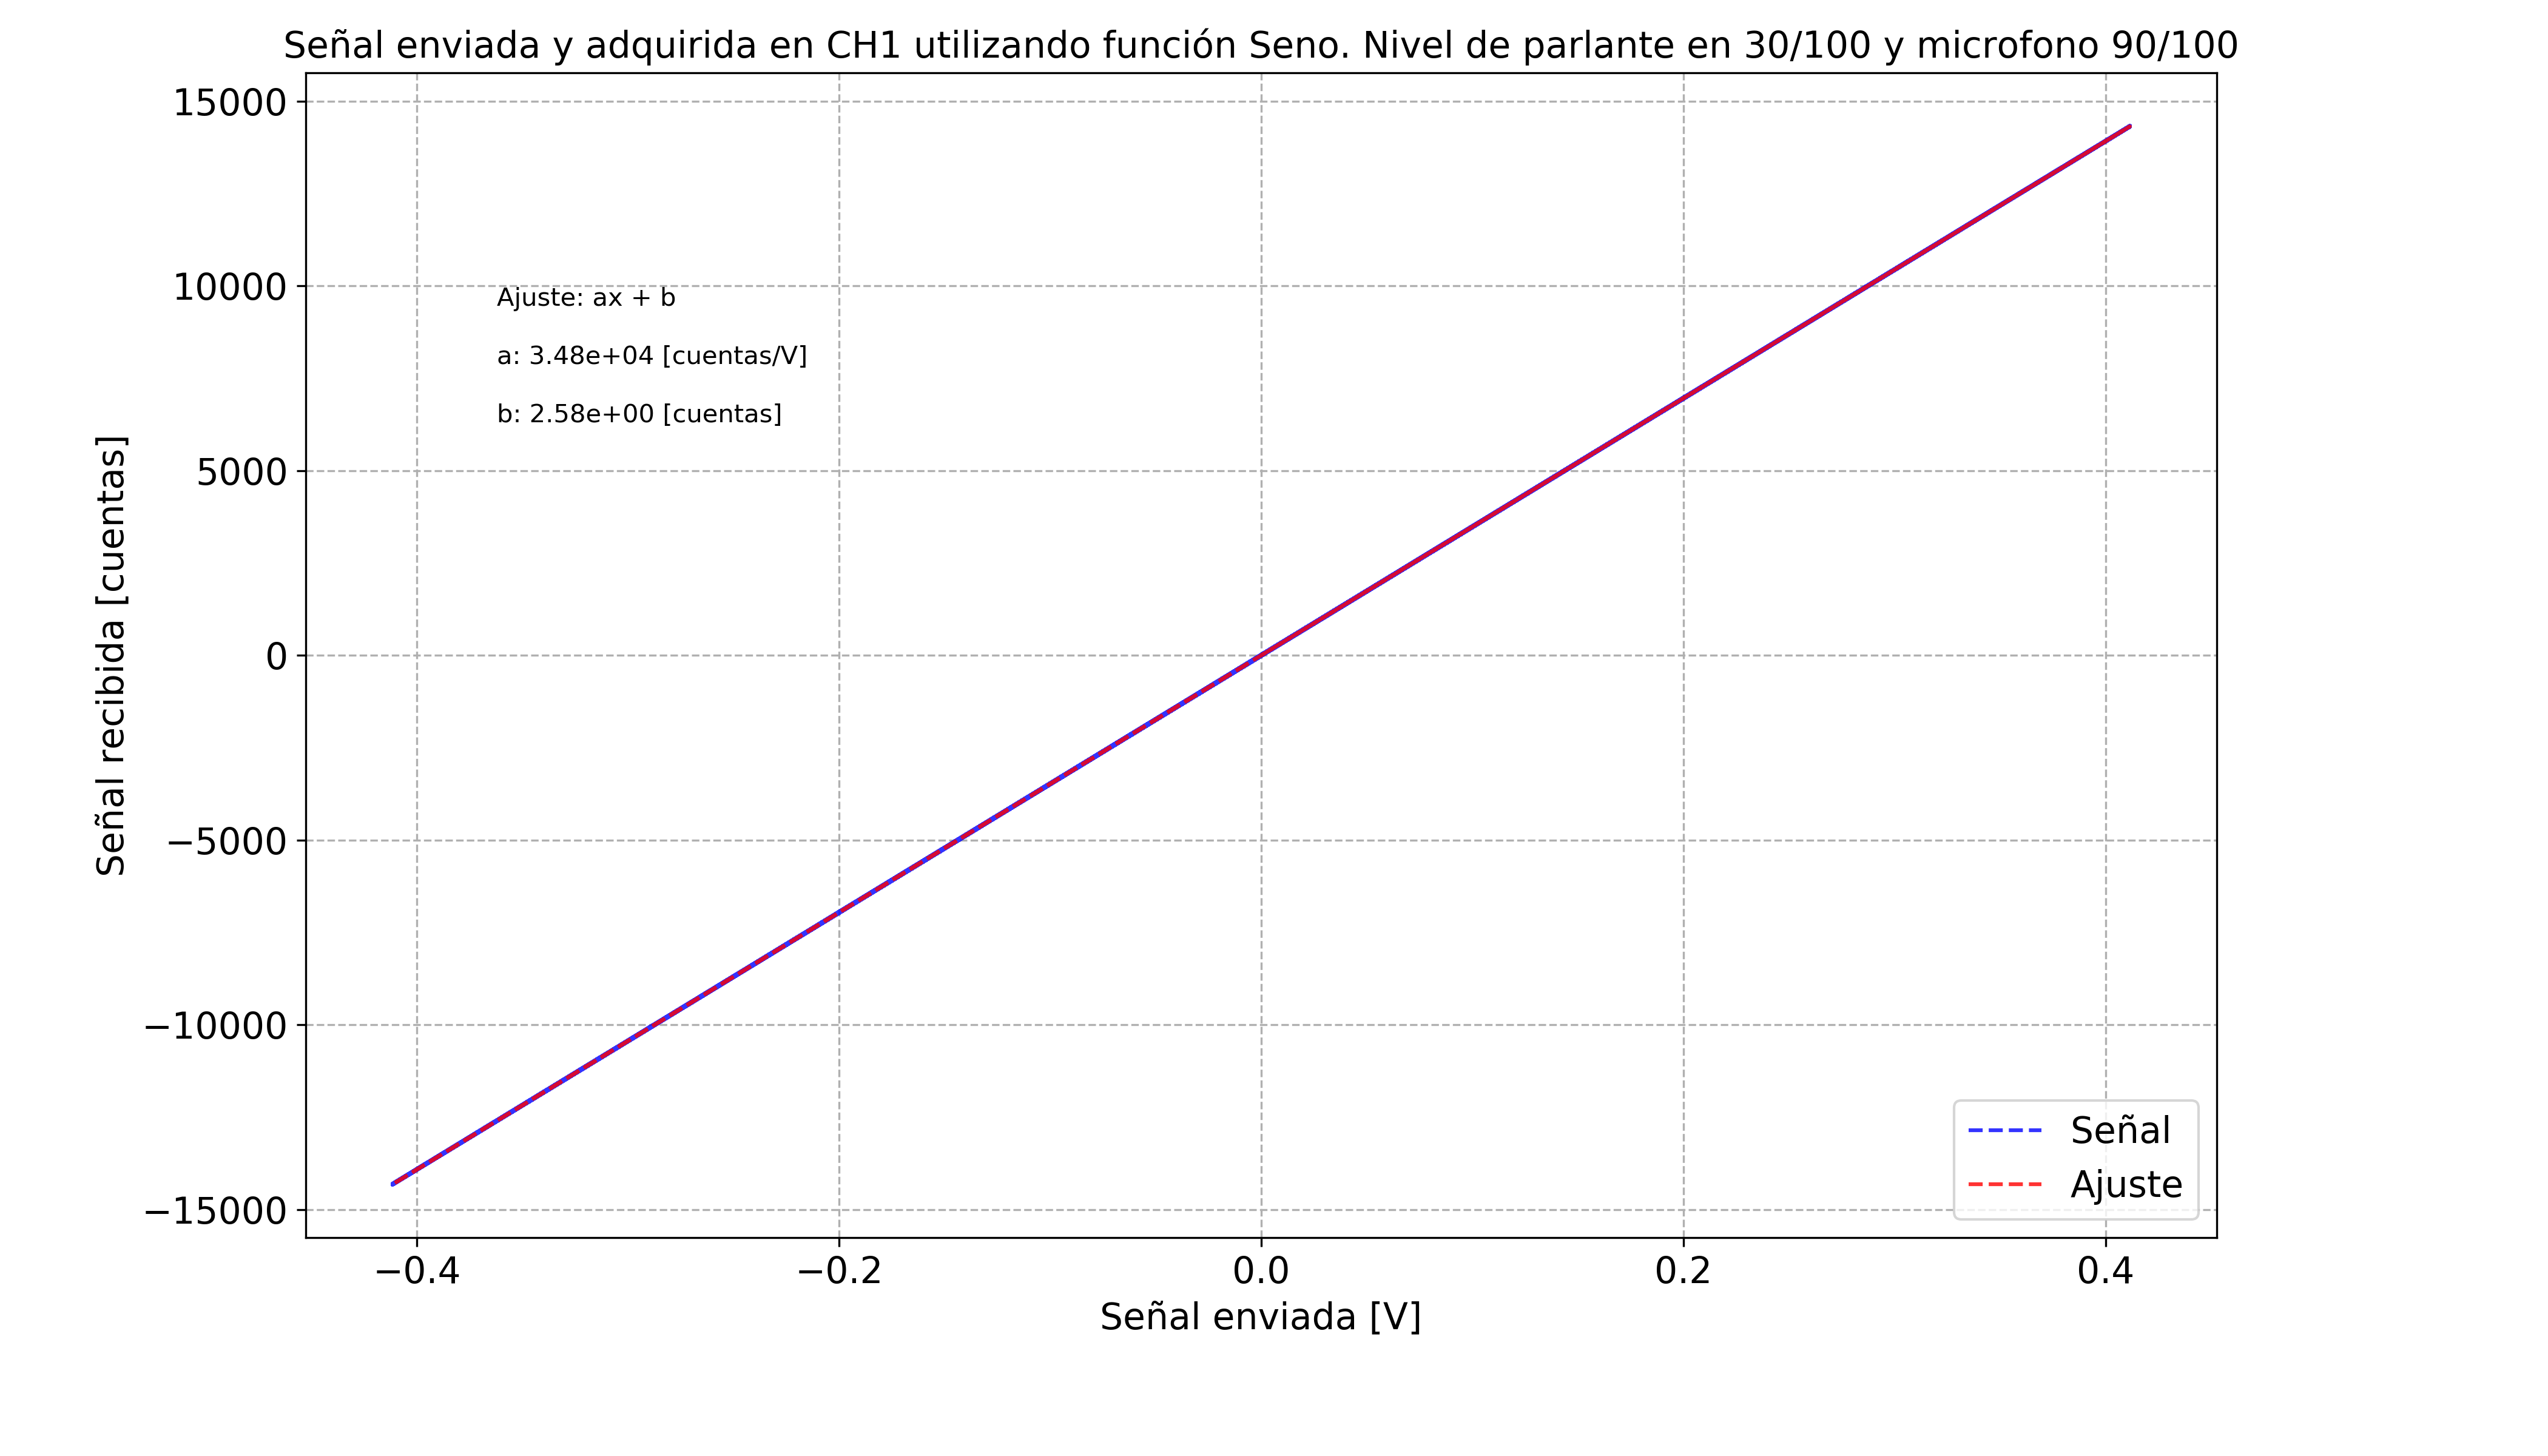 Señal enviada y adquirida en CH1 utilizando función Seno. Nivel de parlante en 30/100 y microfono 90/100
15000
10000
5000
0
−5000
−10000
−15000
Señal recibida [cuentas]
Ajuste: ax + b
a: 3.48e+04 [cuentas/V]
b: 2.58e+00 [cuentas]
Señal
Ajuste
−0.4
−0.2
0.0
0.2
0.4
Señal enviada [V]